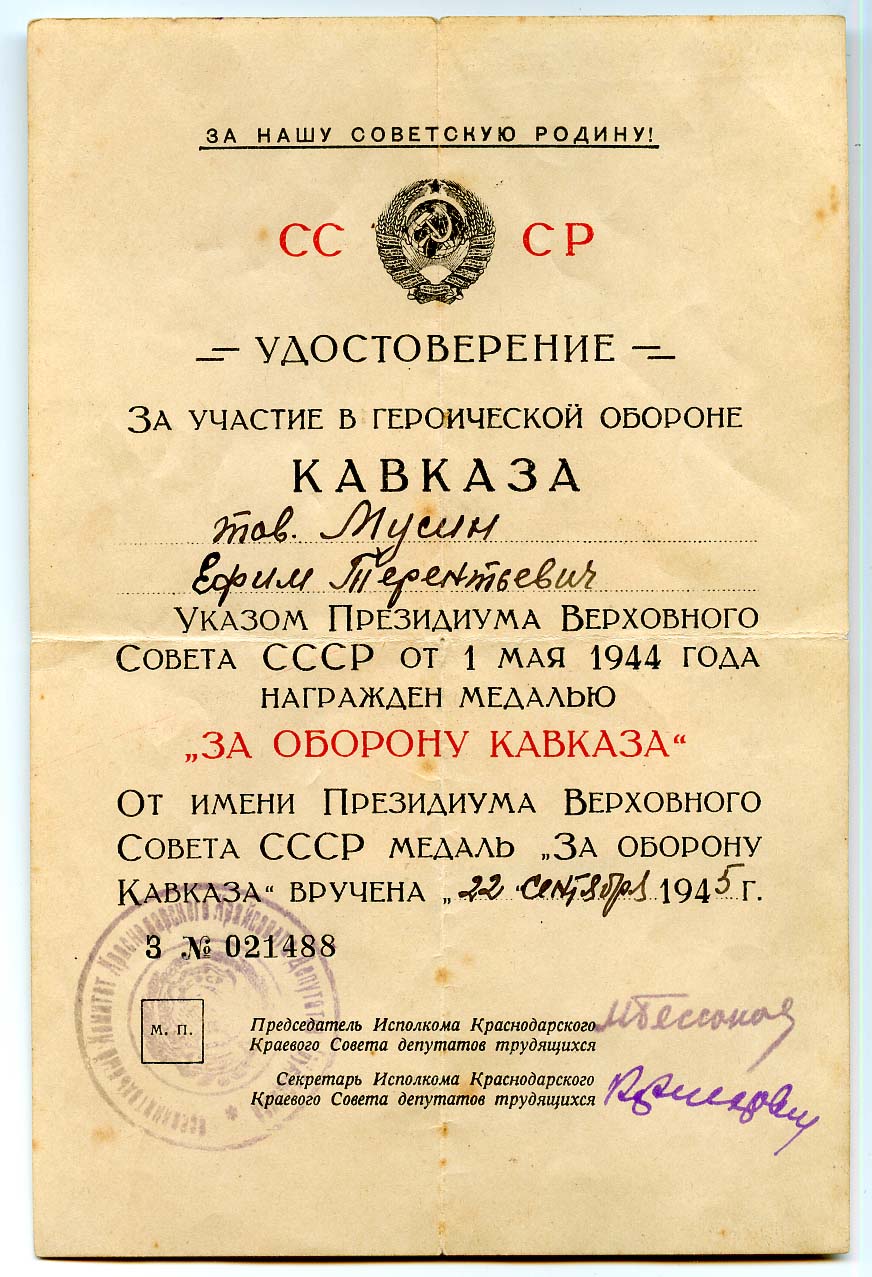 ЗА НАШУ СОВЕТСКУЮ РОДИНУ!
СС СР
УДОСТОВЕРЕНИЕ
ЗА УЧАСТИЕ В ГЕРОИЧЕСКОЙ ОБОРОНЕ
КАВКАЗА
тов. Мусин
Ефим Терентьевич
УКАЗОМ ПРЕЗИДИУМА ВЕРХОВНОГО
СОВЕТА СССР ОТ 1 МАЯ 1944 ГОДА
НАГРАЖДЕН МЕДАЛЬЮ
„ЗА ОБОРОНУ КАВКАЗА“
ОТ ИМЕНИ ПРЕЗИДИУМА ВЕРХОВНОГО
СОВЕТА СССР МЕДАЛЬ „ЗА ОБОРОНУ
КАВКАЗА“ ВРУЧЕНА „22 “ сентября 1945 Г.
З № 021488
М. П.
Председатель Исполкома Краснодарского
Краевого Совета депутатов трудящихся
Секретарь Исполкома Краснодарского
Краевого Совета депутатов трудящихся
Комитет Краснодарского Краевого